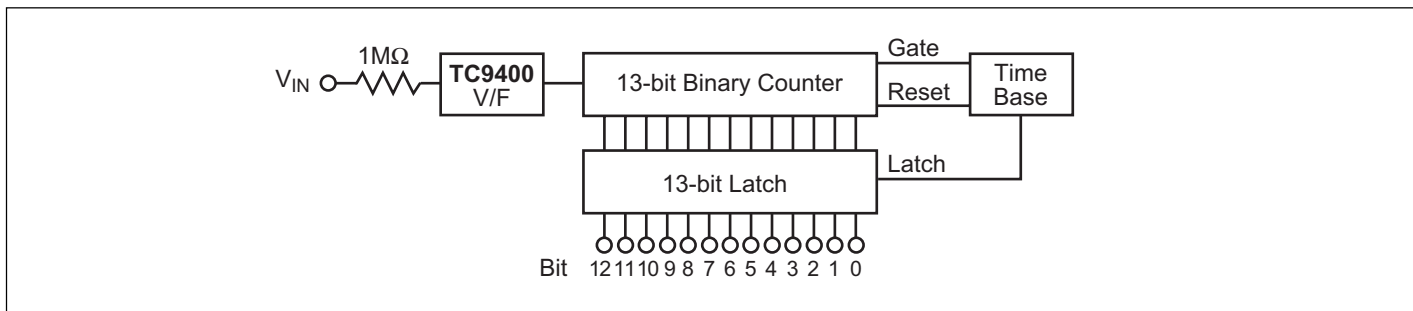 1MΩ
V_IN
TC9400
V/F
13-bit Binary Counter
Gate
Reset
Time
Base
13-bit Latch
Latch
Bit 12 11 10 9 8 7 6 5 4 3 2 1 0